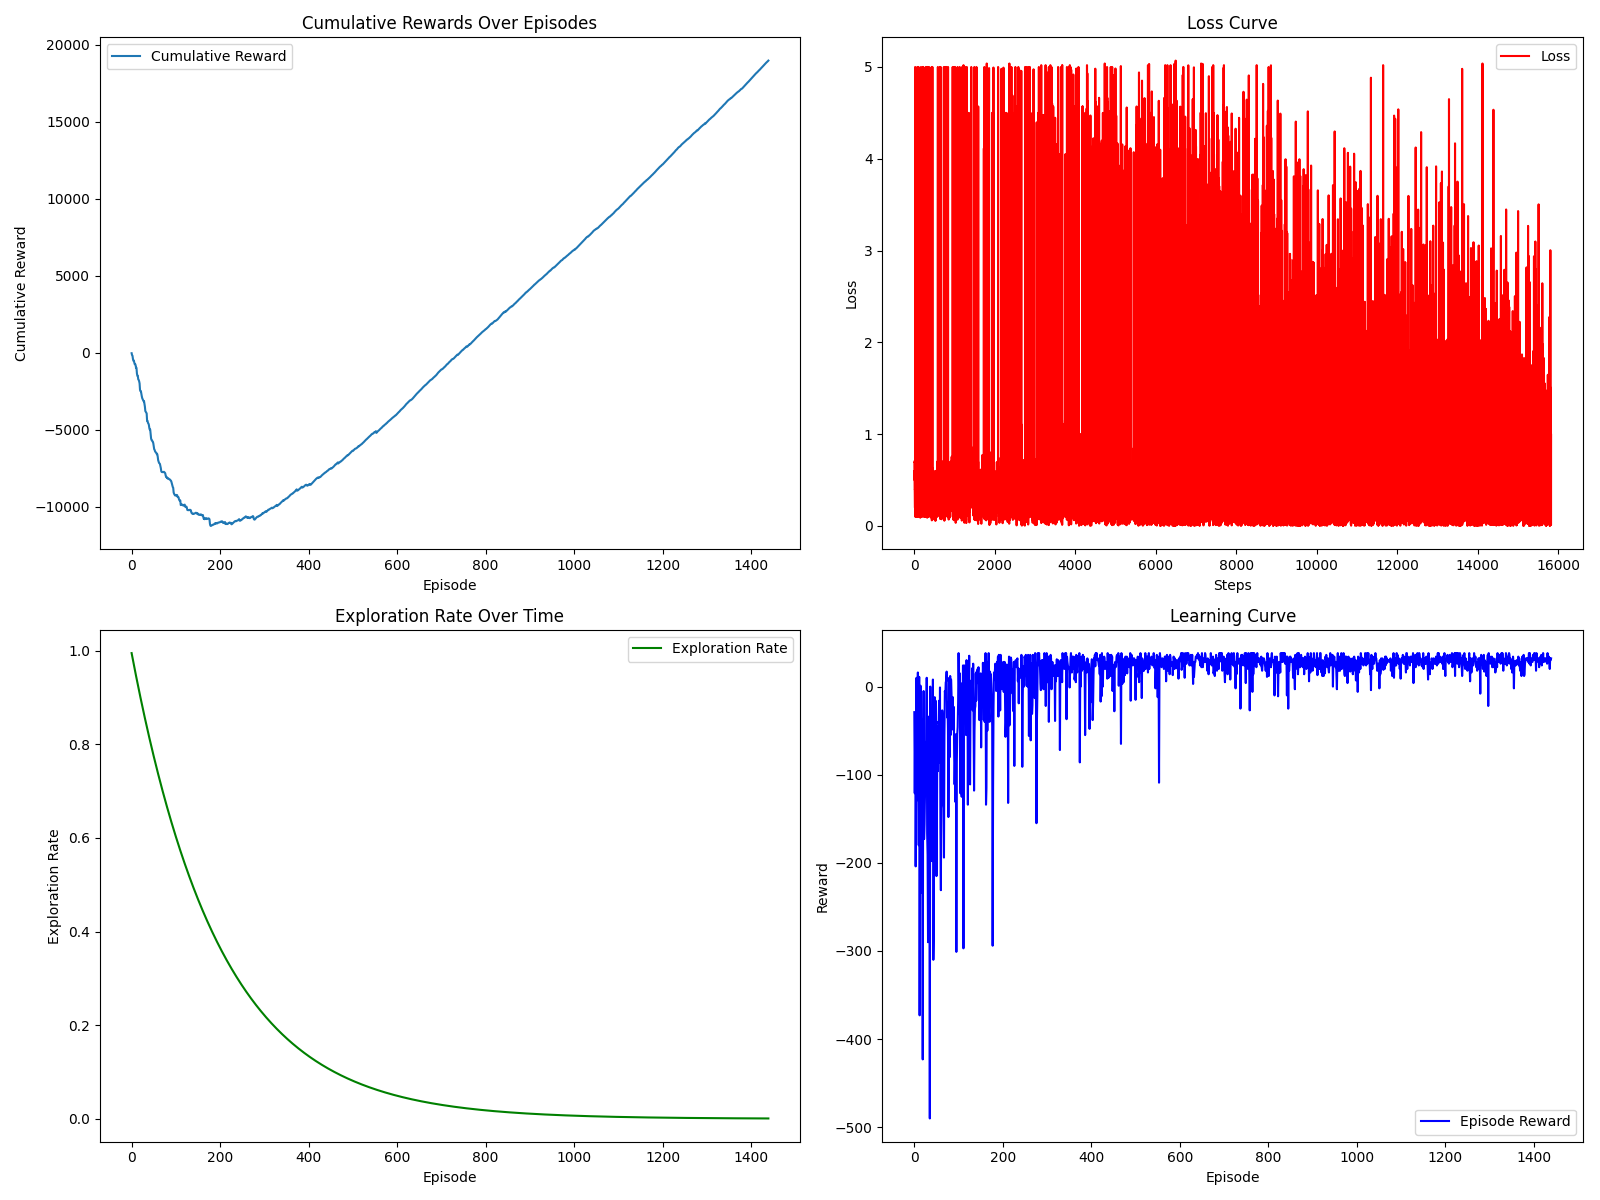 Cumulative Rewards Over Episodes
Cumulative Reward
20000
15000
10000
5000
0
−5000
−10000
Cumulative Reward
0 200 400 600 800 1000 1200 1400
Episode
Loss Curve
Loss
5
4
3
2
1
0
Loss
0 2000 4000 6000 8000 10000 12000 14000 16000
Steps
Exploration Rate Over Time
Exploration Rate
1.0
0.8
0.6
0.4
0.2
0.0
Exploration Rate
0 200 400 600 800 1000 1200 1400
Episode
Learning Curve
0
−100
−200
−300
−400
−500
Reward
Episode Reward
0 200 400 600 800 1000 1200 1400
Episode